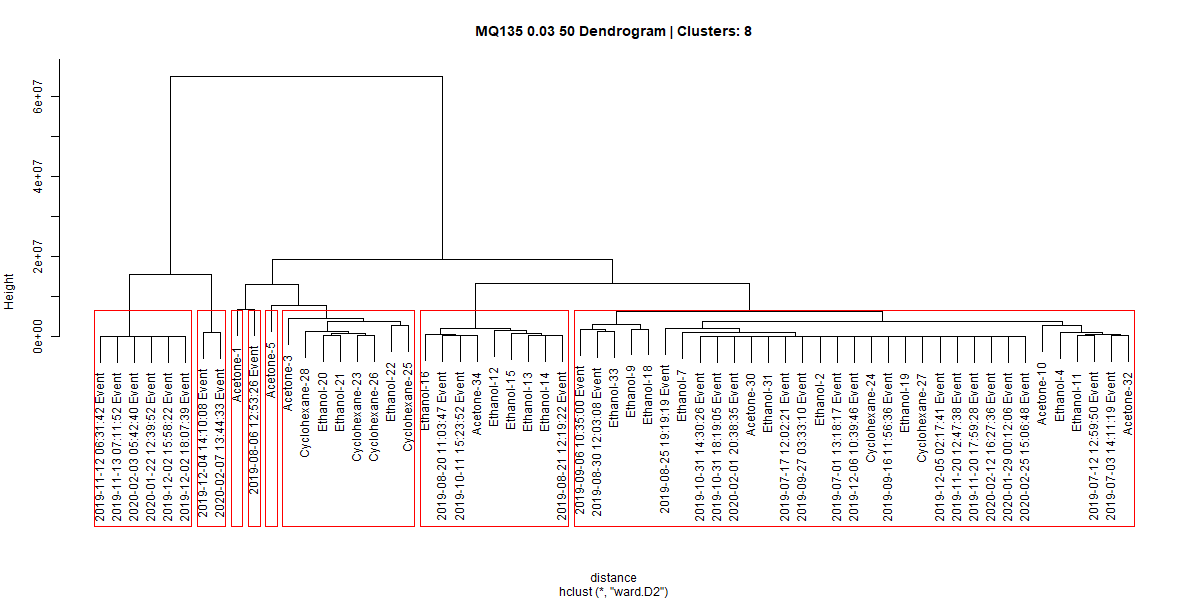 MQ135 0.03 50 Dendrogram | Clusters: 8
Height
0e+00
2e+07
4e+07
6e+07
2019-11-12 06:31:42 Event
2019-11-13 07:11:52 Event
2020-02-03 05:42:40 Event
2020-01-22 12:39:52 Event
2019-12-02 15:58:22 Event
2019-12-02 18:07:39 Event
2019-12-04 14:10:08 Event
2020-02-07 13:44:33 Event
Acetone-1
2019-08-06 12:53:26 Event
Acetone-5
Acetone-3
Cyclohexane-28
Ethanol-20
Ethanol-21
Cyclohexane-23
Cyclohexane-26
Ethanol-22
Cyclohexane-25
Ethanol-16
2019-08-20 11:03:47 Event
2019-10-11 15:23:52 Event
Acetone-34
Ethanol-12
Ethanol-15
Ethanol-13
Ethanol-14
2019-08-21 12:19:22 Event
2019-09-06 10:35:00 Event
2019-08-30 12:03:08 Event
Ethanol-33
Ethanol-9
Ethanol-18
2019-08-25 19:19:19 Event
Ethanol-7
2019-10-31 14:30:26 Event
2019-10-31 18:19:05 Event
2020-02-01 20:38:35 Event
Acetone-30
Ethanol-31
2019-07-17 12:02:21 Event
2019-09-27 03:33:10 Event
Ethanol-2
2019-07-01 13:18:17 Event
2019-12-06 10:39:46 Event
Cyclohexane-24
2019-09-16 11:56:36 Event
Ethanol-19
Cyclohexane-27
2019-12-05 02:17:41 Event
2019-11-20 12:47:38 Event
2019-11-20 17:59:28 Event
2020-02-12 16:27:36 Event
2020-01-29 00:12:06 Event
2020-02-25 15:06:48 Event
Acetone-10
Ethanol-4
Ethanol-11
2019-07-12 12:59:50 Event
2019-07-03 14:11:19 Event
Acetone-32
distance
hclust (*, "ward.D2")